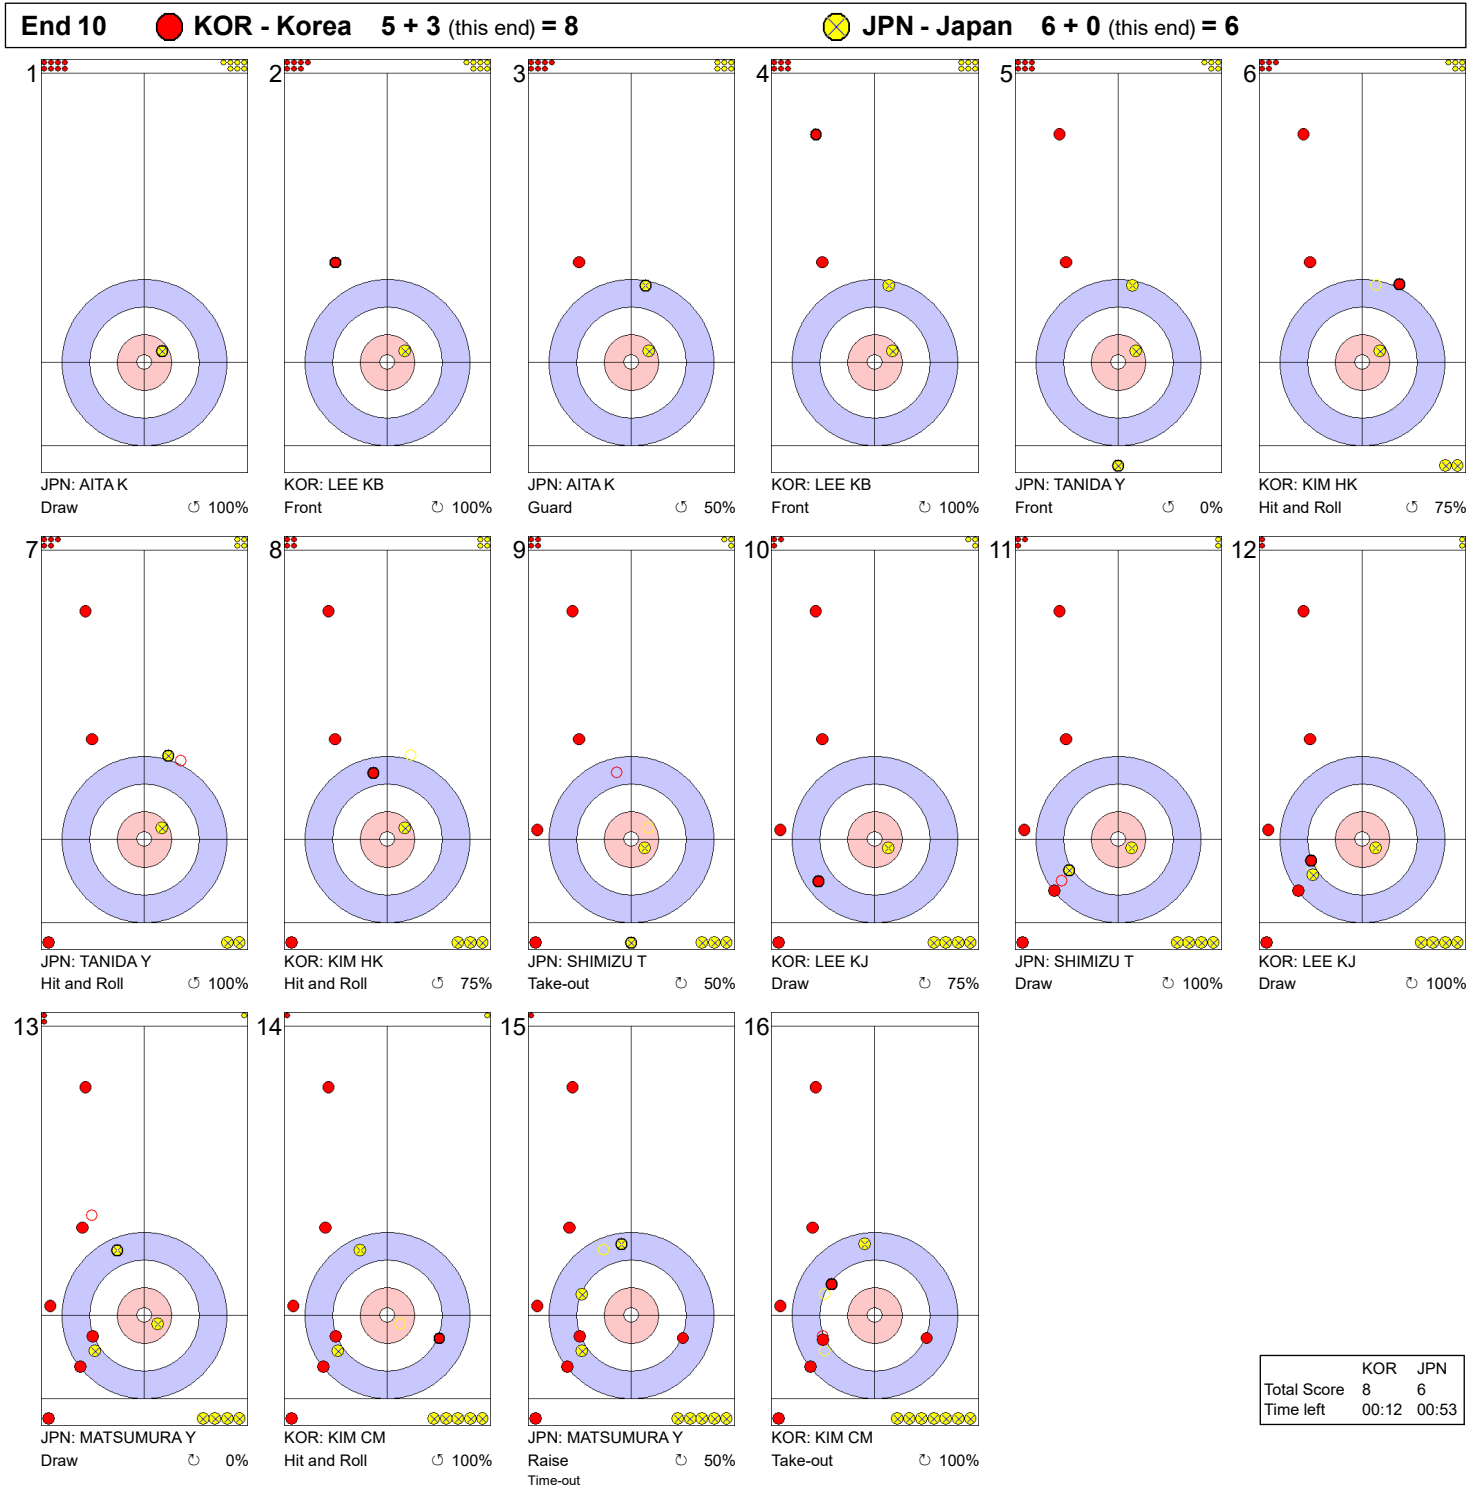 End 10 KOR - Korea 5 + 3 (this end) = 8 JPN - Japan 6 + 0 (this end) = 6
1 2 3 4 5 6
JPN: AITA K KOR: LEE KB JPN: AITA K KOR: LEE KB JPN: TANIDA Y KOR: KIM HK
Draw 100% Front 100% Guard 50% Front 100% Front 0% Hit and Roll 75%
7 8 9 10 11 12
JPN: TANIDA Y KOR: KIM HK JPN: SHIMIZU T KOR: LEE KJ JPN: SHIMIZU T KOR: LEE KJ
Hit and Roll 100% Hit and Roll 75% Take-out 50% Draw 75% Draw 100% Draw 100%
13 14 15 16
JPN: MATSUMURA Y KOR: KIM CM JPN: MATSUMURA Y KOR: KIM CM
Draw 0% Hit and Roll 100% Raise 50% Take-out 100%
Time-out
KOR JPN
Total Score 8 6
Time left 00:12 00:53